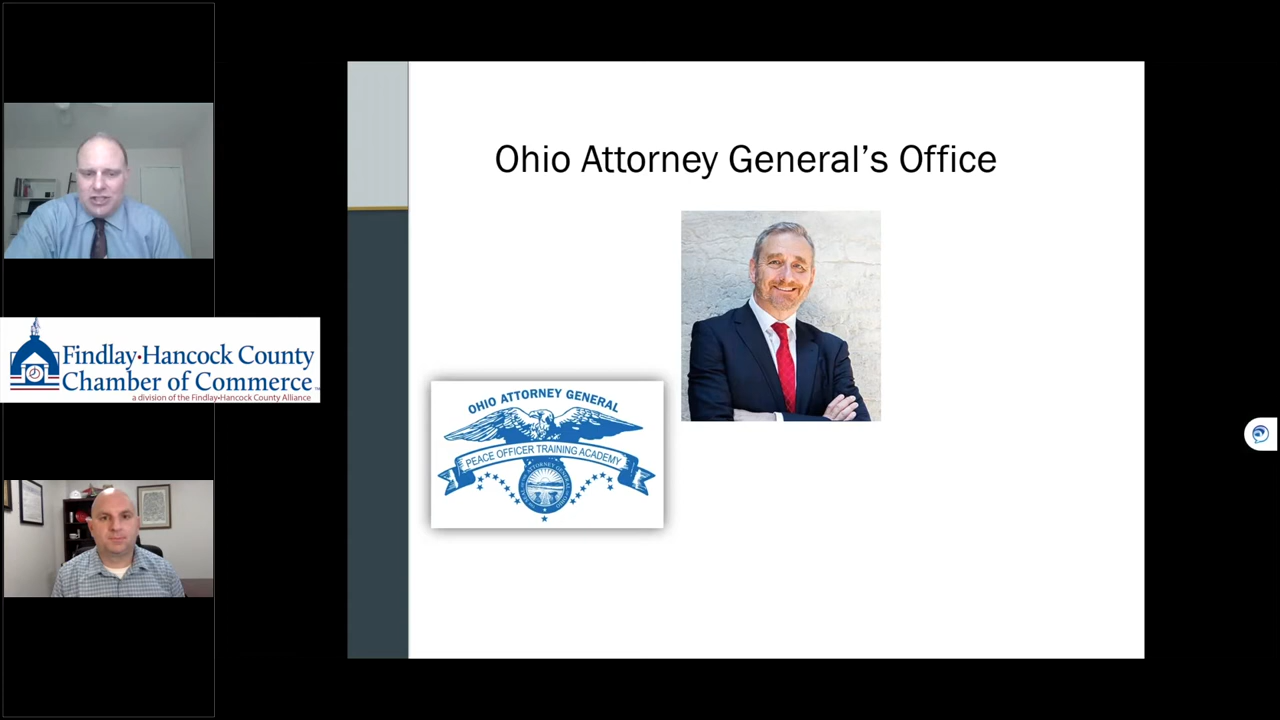 Ohio Attorney General’s Office
Findlay•Hancock County
Chamber of Commerce
a division of the Findlay•Hancock County Alliance
OHIO ATTORNEY GENERAL
PEACE OFFICER TRAINING ACADEMY